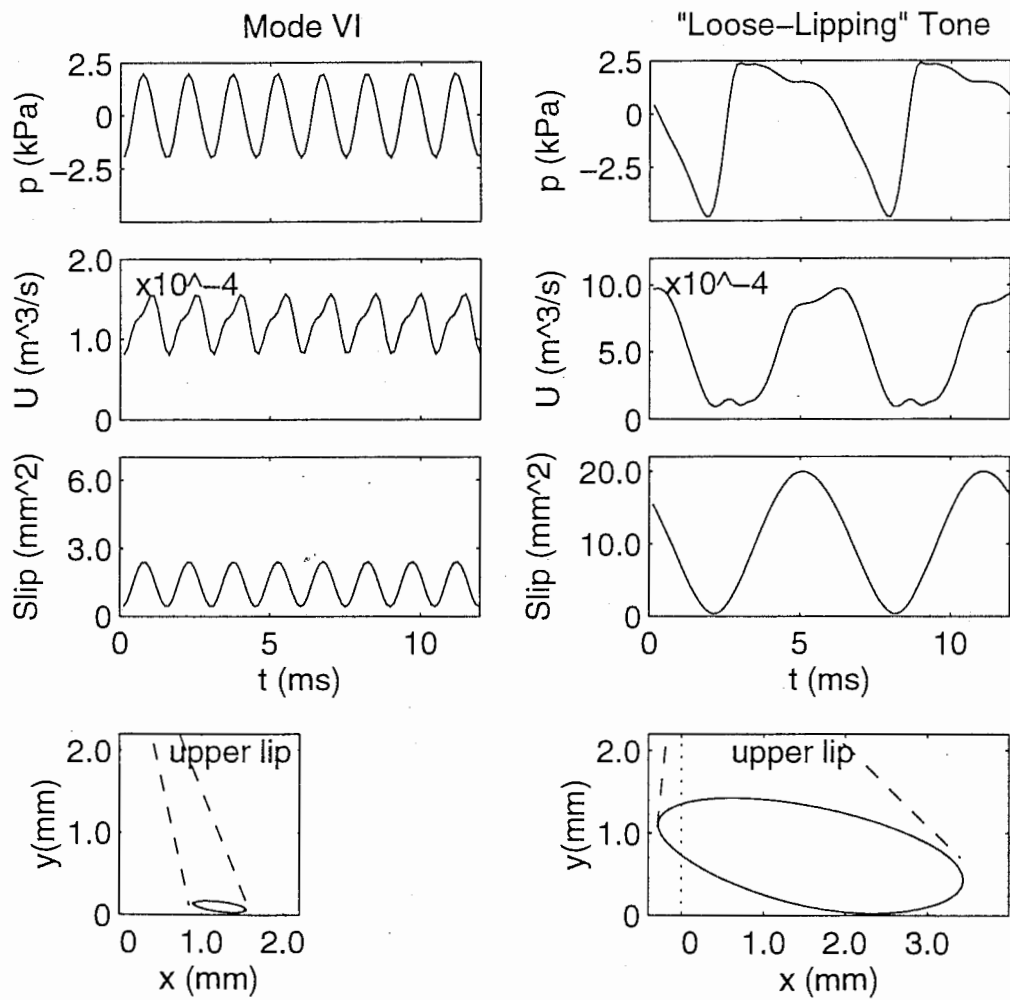 Mode VI
"Loose-Lipping" Tone
p (kPa)
2.5
0
-2.5
p (kPa)
2.5
0
-2.5
U (m^3/s)
2.0
1.0
0
x10^-4
U (m^3/s)
10.0
5.0
0
x10^-4
Slip (mm^2)
6.0
3.0
0
0
5
10
t (ms)
Slip (mm^2)
20.0
10.0
0
0
5
10
t (ms)
y(mm)
2.0
1.0
0
upper lip
0
1.0
2.0
x (mm)
y(mm)
2.0
1.0
0
upper lip
0
1.0
2.0
3.0
x (mm)